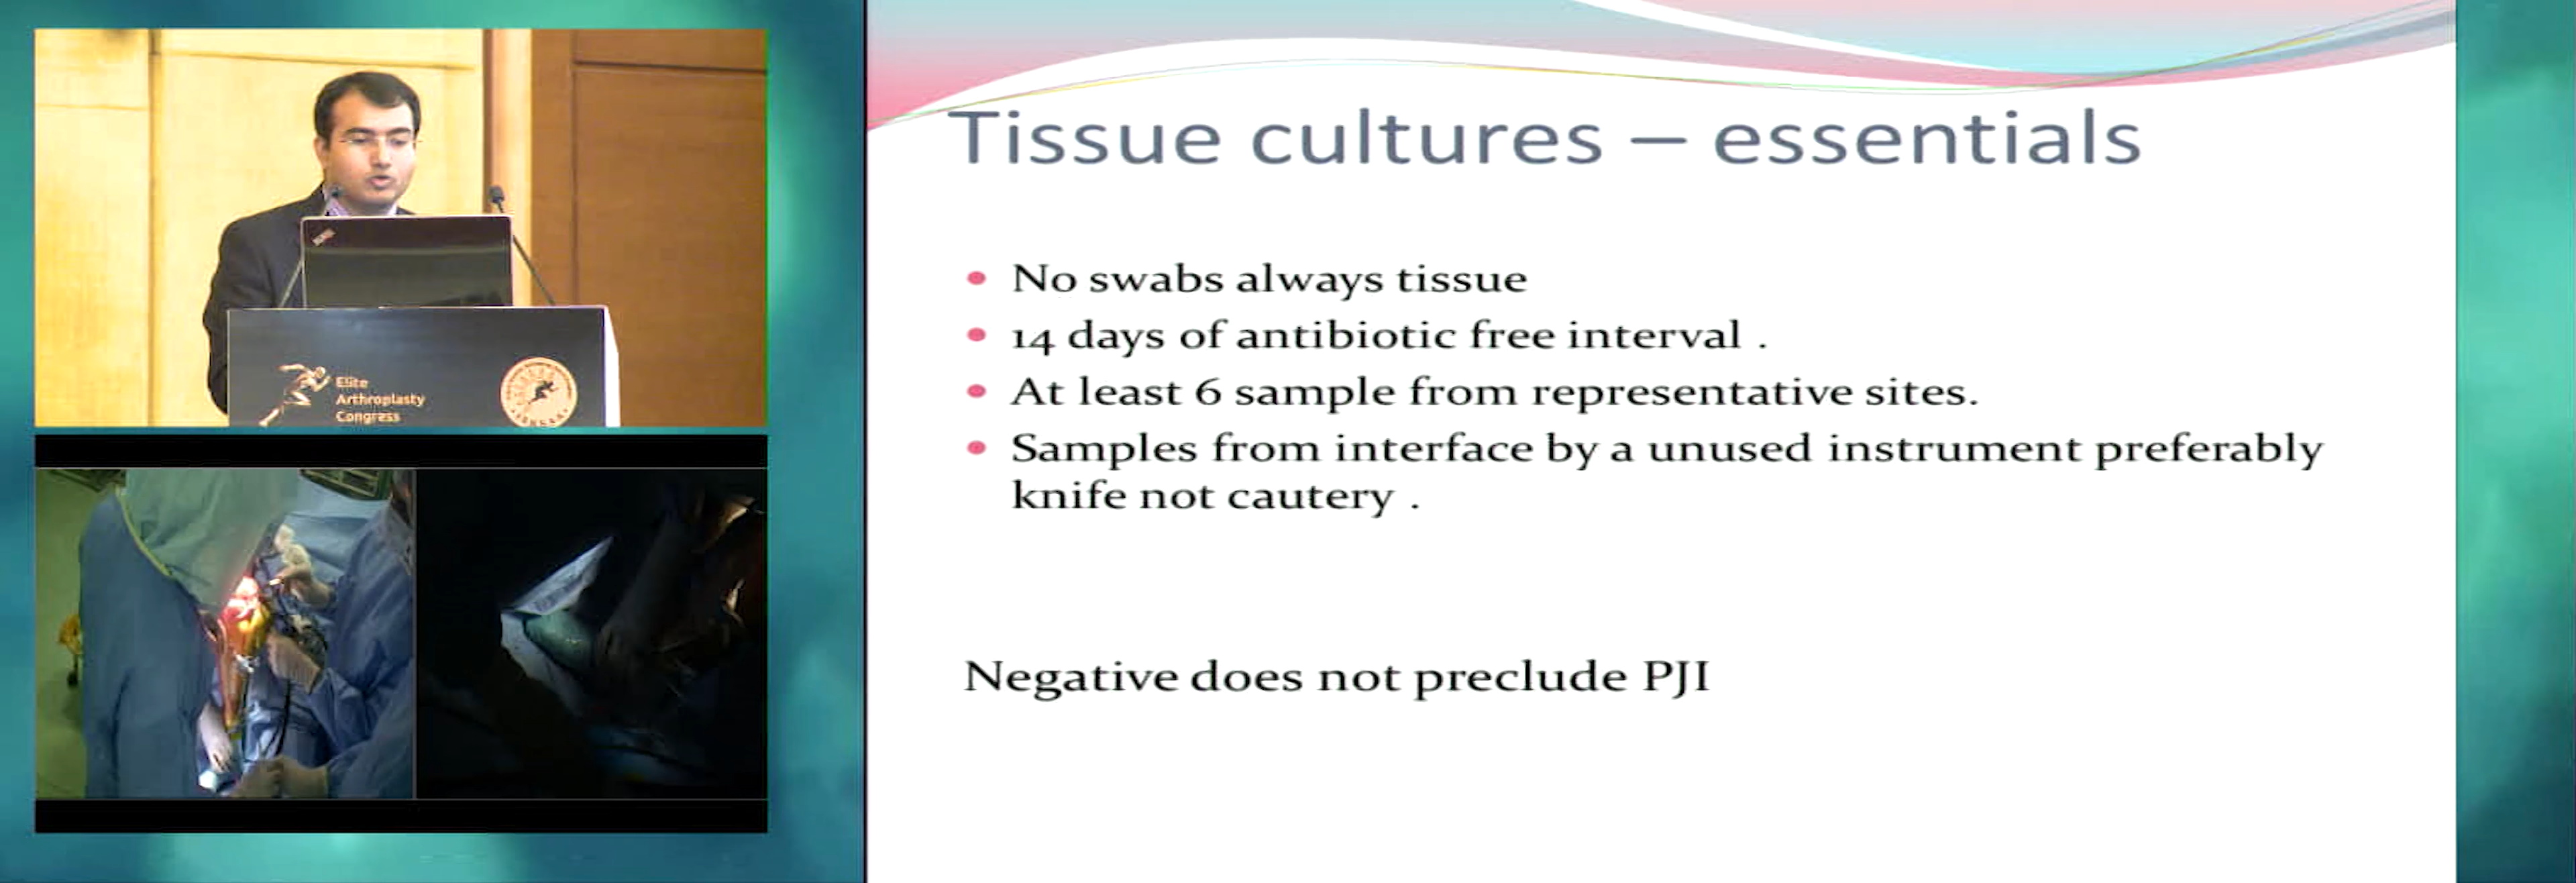 Tissue cultures – essentials
• No swabs always tissue
• 14 days of antibiotic free interval .
• At least 6 sample from representative sites.
• Samples from interface by a unused instrument preferably
knife not cautery .
Negative does not preclude PJI
Elite
Arthroplasty
Congress